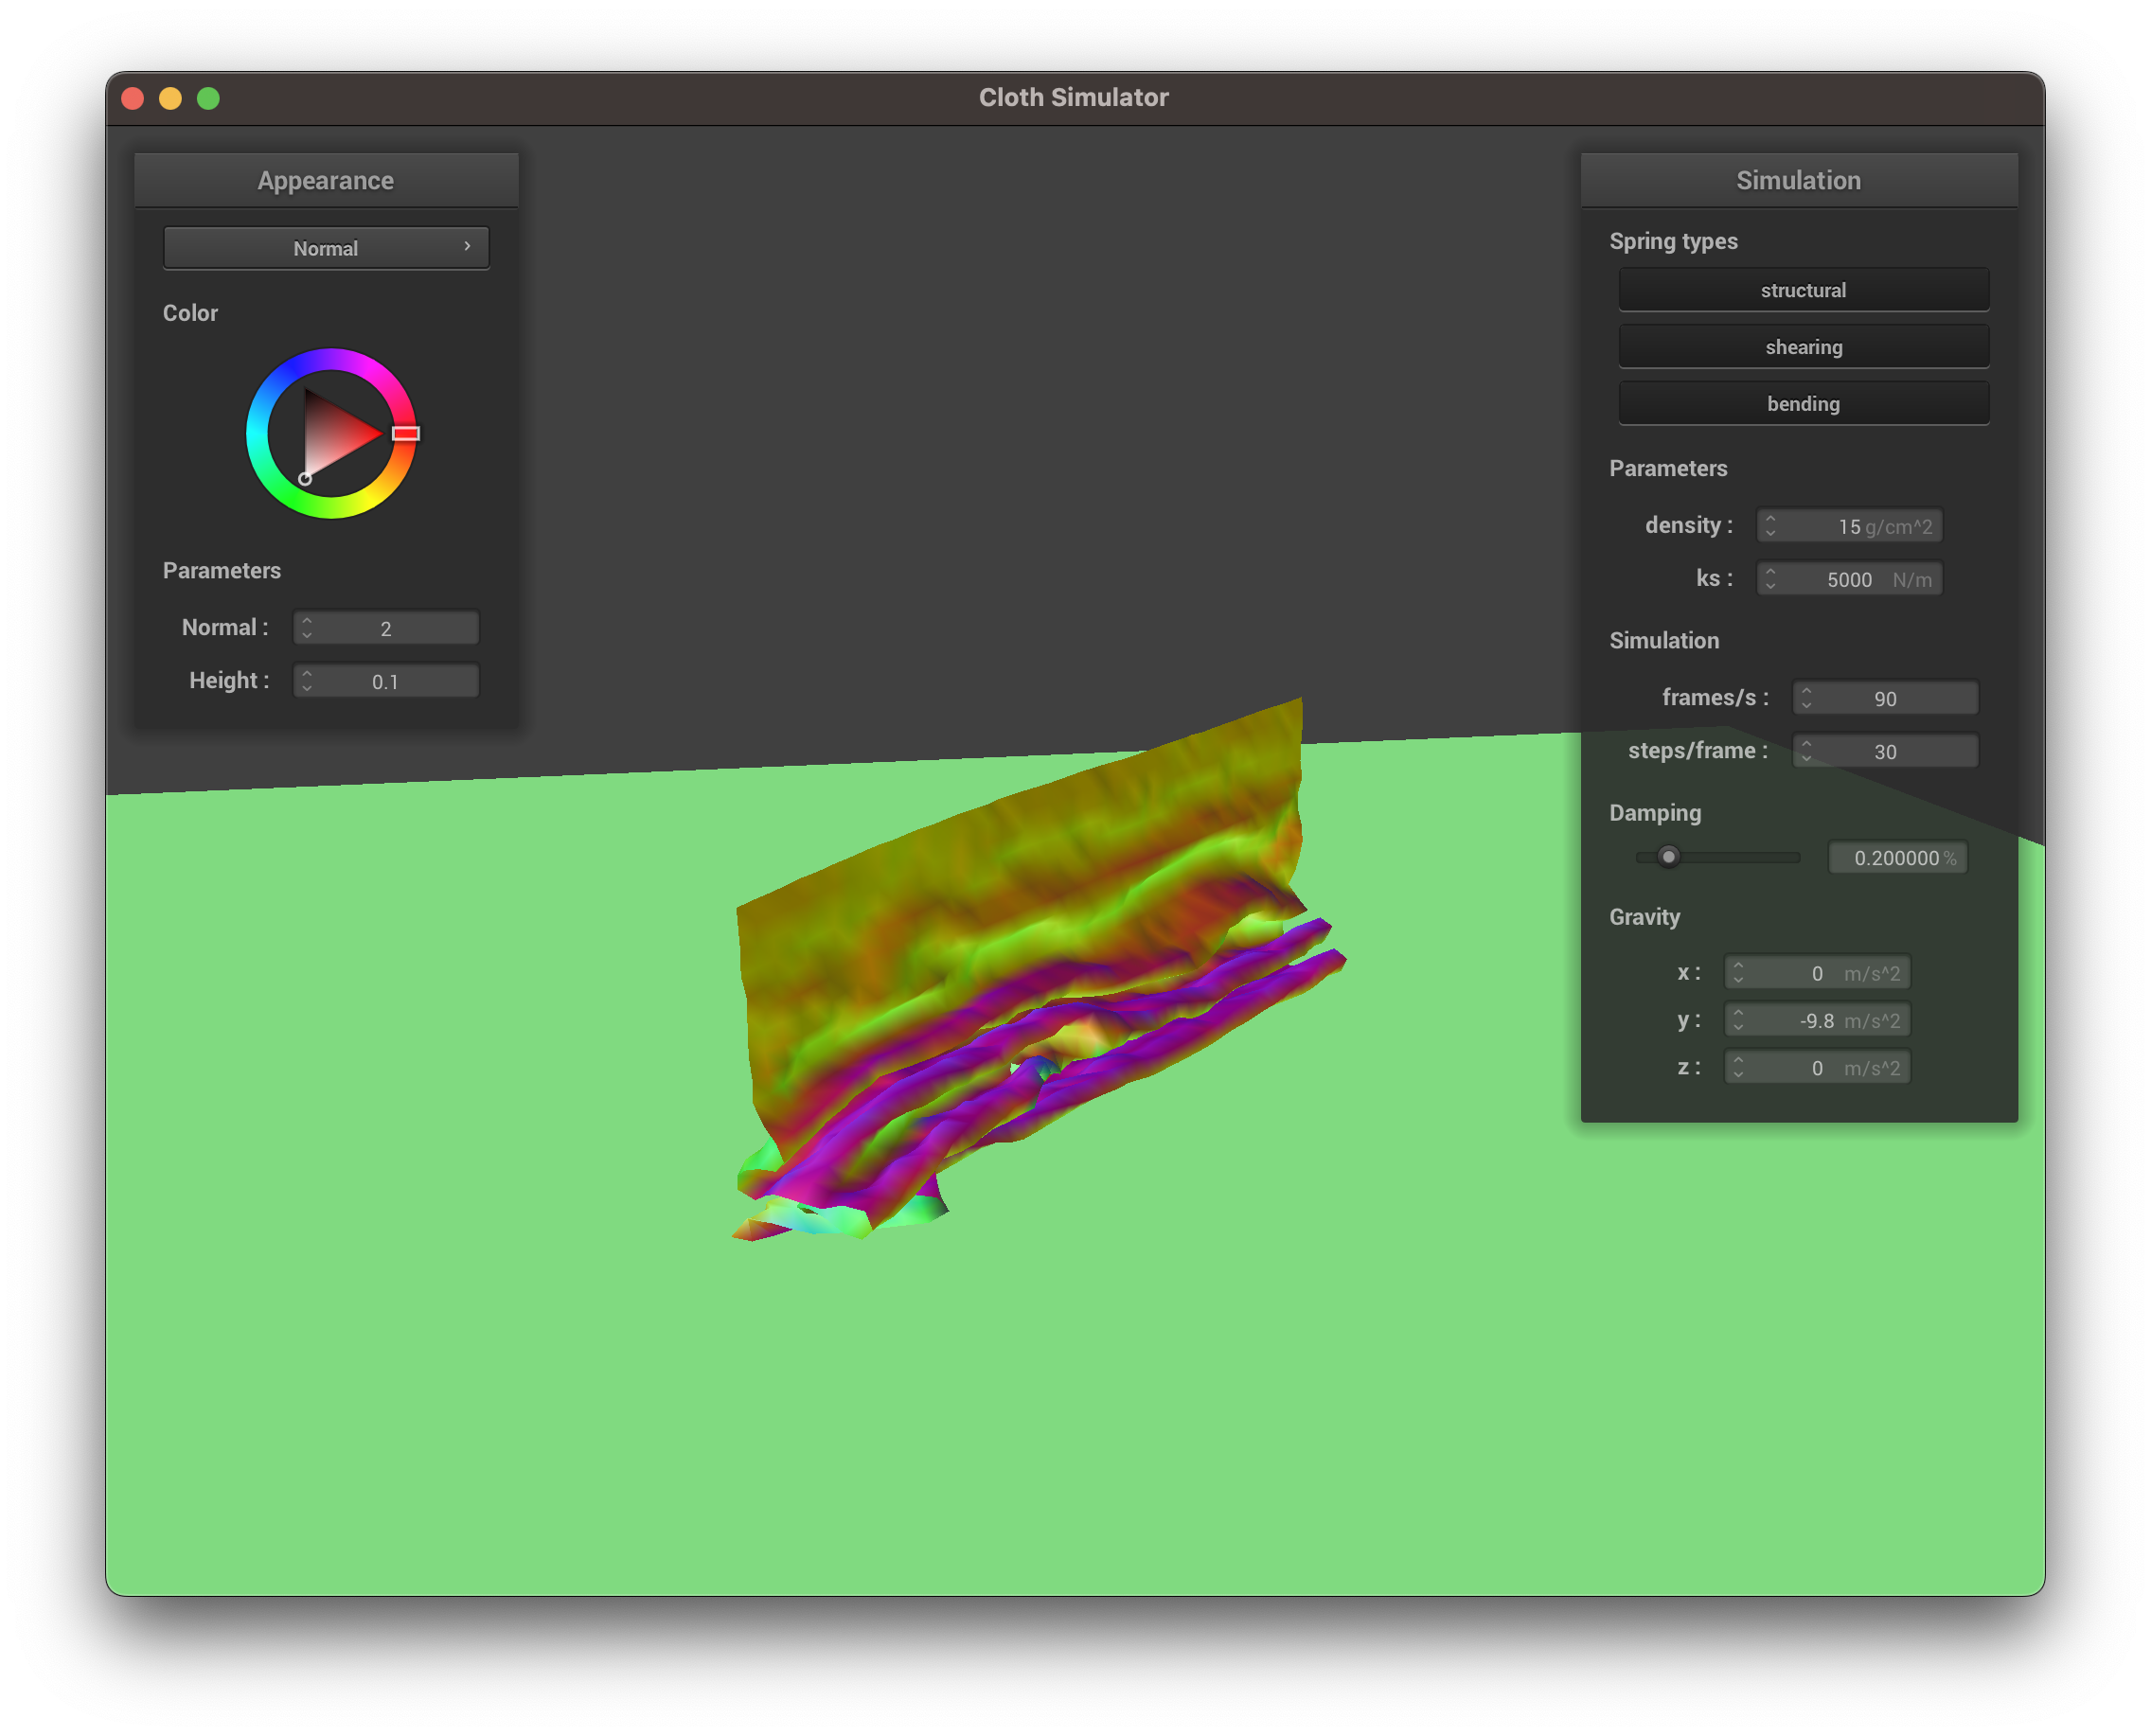 Cloth Simulator
Appearance
Normal
Color
Parameters
Normal : 2
Height : 0.1
Simulation
Spring types
structural
shearing
bending
Parameters
density : 15 g/cm^2
ks : 5000 N/m
Simulation
frames/s : 90
steps/frame : 30
Damping
0.200000 %
Gravity
x : 0 m/s^2
y : -9.8 m/s^2
z : 0 m/s^2